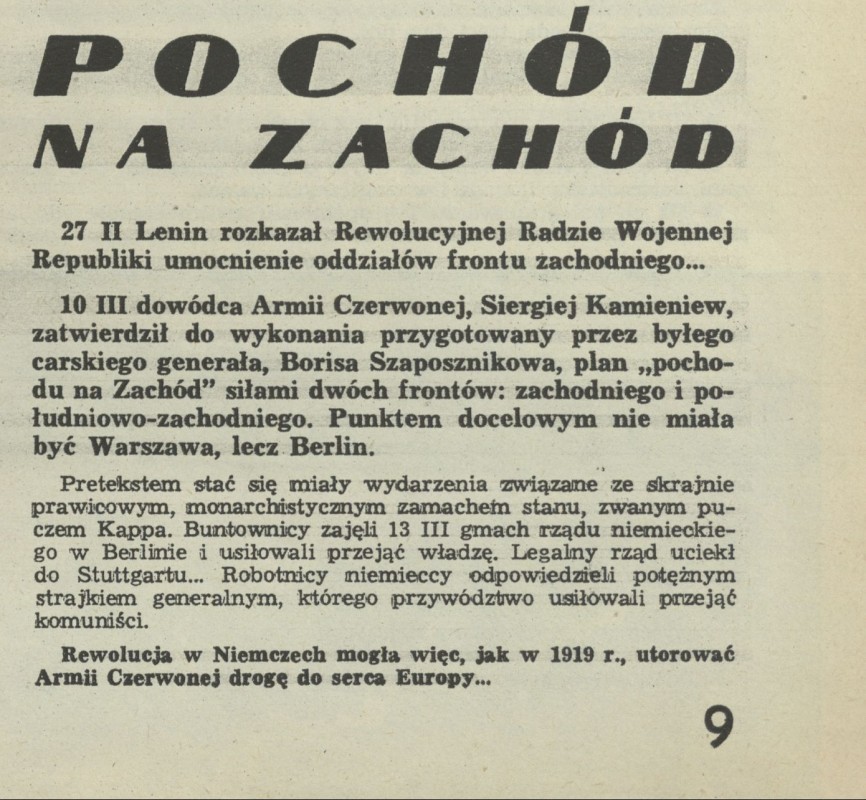 POCHÓD
NA ZACHÓD
27 II Lenin rozkazał Rewolucyjnej Radzie Wojennej
Republiki umocnienie oddziałów frontu zachodniego...
10 III dowódca Armii Czerwonej, Siergiej Kamieniew,
zatwierdził do wykonania przygotowany przez byłego
carskiego generała, Borisa Szaposznikowa, plan „pocho-
du na Zachód” siłami dwóch frontów: zachodniego i po-
łudniowo-zachodniego. Punktem docelowym nie miała
być Warszawa, lecz Berlin.
Pretekstem stać się miały wydarzenia związane ze skrajnie
prawicowym, monarchistycznym zamachem stanu, zwanym pu-
czem Kappa. Buntownicy zajęli 13 III gmach rządu niemieckie-
go w Berlinie i usiłowali przejąć władzę. Legalny rząd uciekł
do Stuttgartu... Robotnicy niemieccy odpowiedzieli potężnym
strajkiem generalnym, którego przywództwo usiłowali przejąć
komuniści.
Rewolucja w Niemczech mogła więc, jak w 1919 r., utorować
Armii Czerwonej drogę do serca Europy...
9